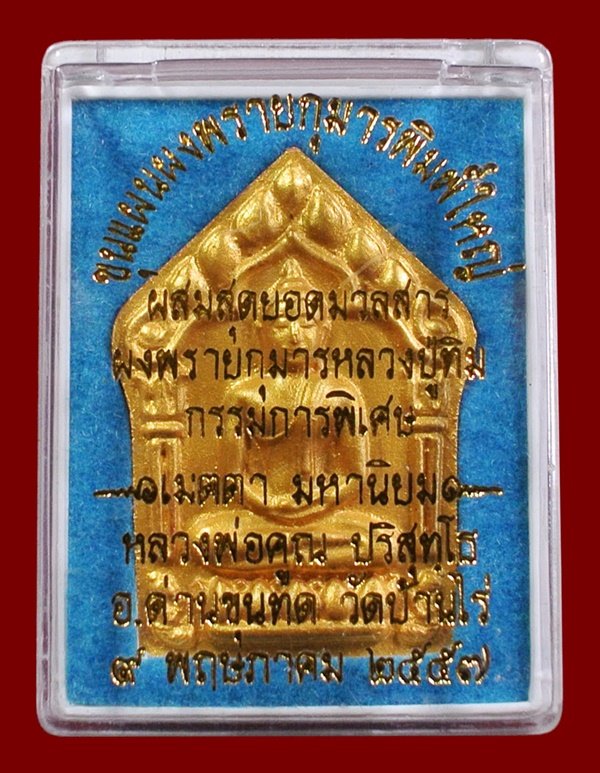 ขุนแผนผงพรายกุมารพิมพ์ใหญ่
ผสมสุดยอดมวลสาร
ผงพรายกุมารหลวงปู่ทิม
กรรมการพิเศษ
เมตตา มหานิยม
หลวงพ่อคูณ ปริสุทฺโธ
อ.ด่านขุนทด วัดบ้านไร่
๙ พฤษภาคม ๒๕๕๗